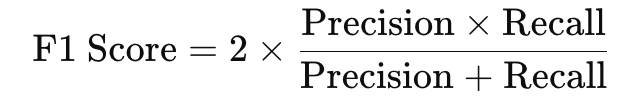 F1 Score = 2 × Precision × Recall / Precision + Recall